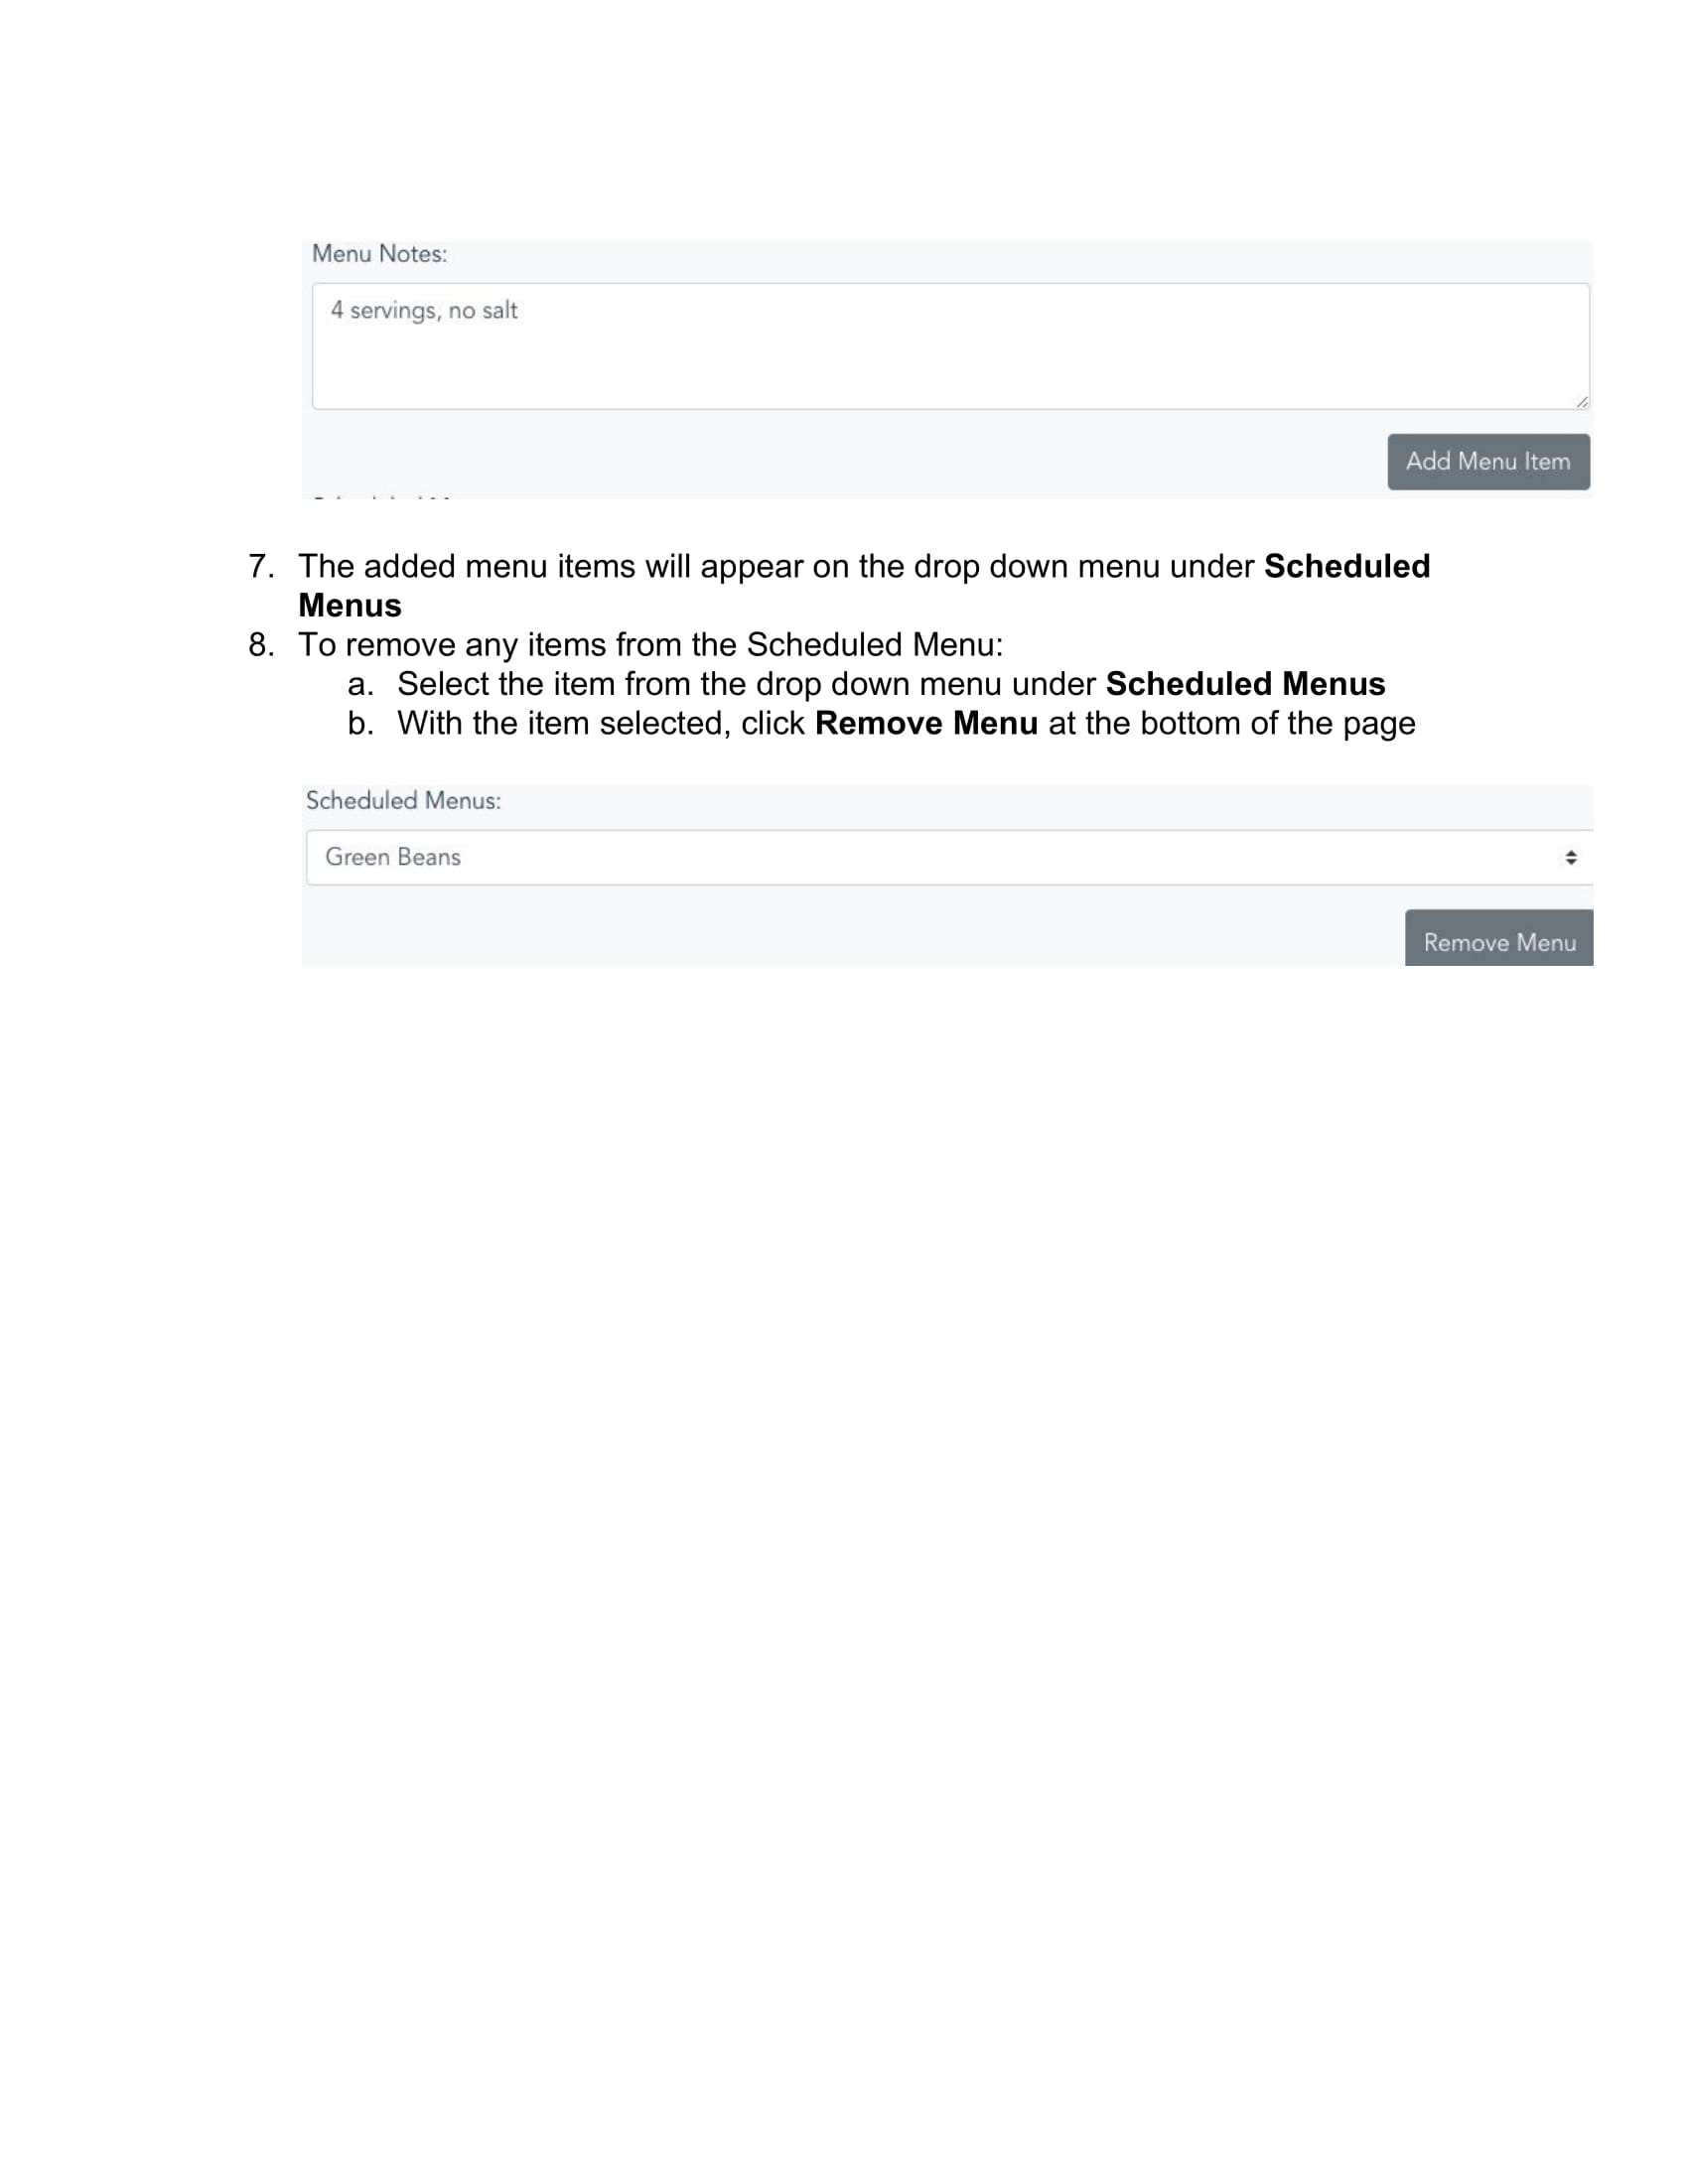 Menu Notes:
4 servings, no salt
Add Menu Item
7. The added menu items will appear on the drop down menu under Scheduled
Menus
8. To remove any items from the Scheduled Menu:
a. Select the item from the drop down menu under Scheduled Menus
b. With the item selected, click Remove Menu at the bottom of the page
Scheduled Menus:
Green Beans
Remove Menu